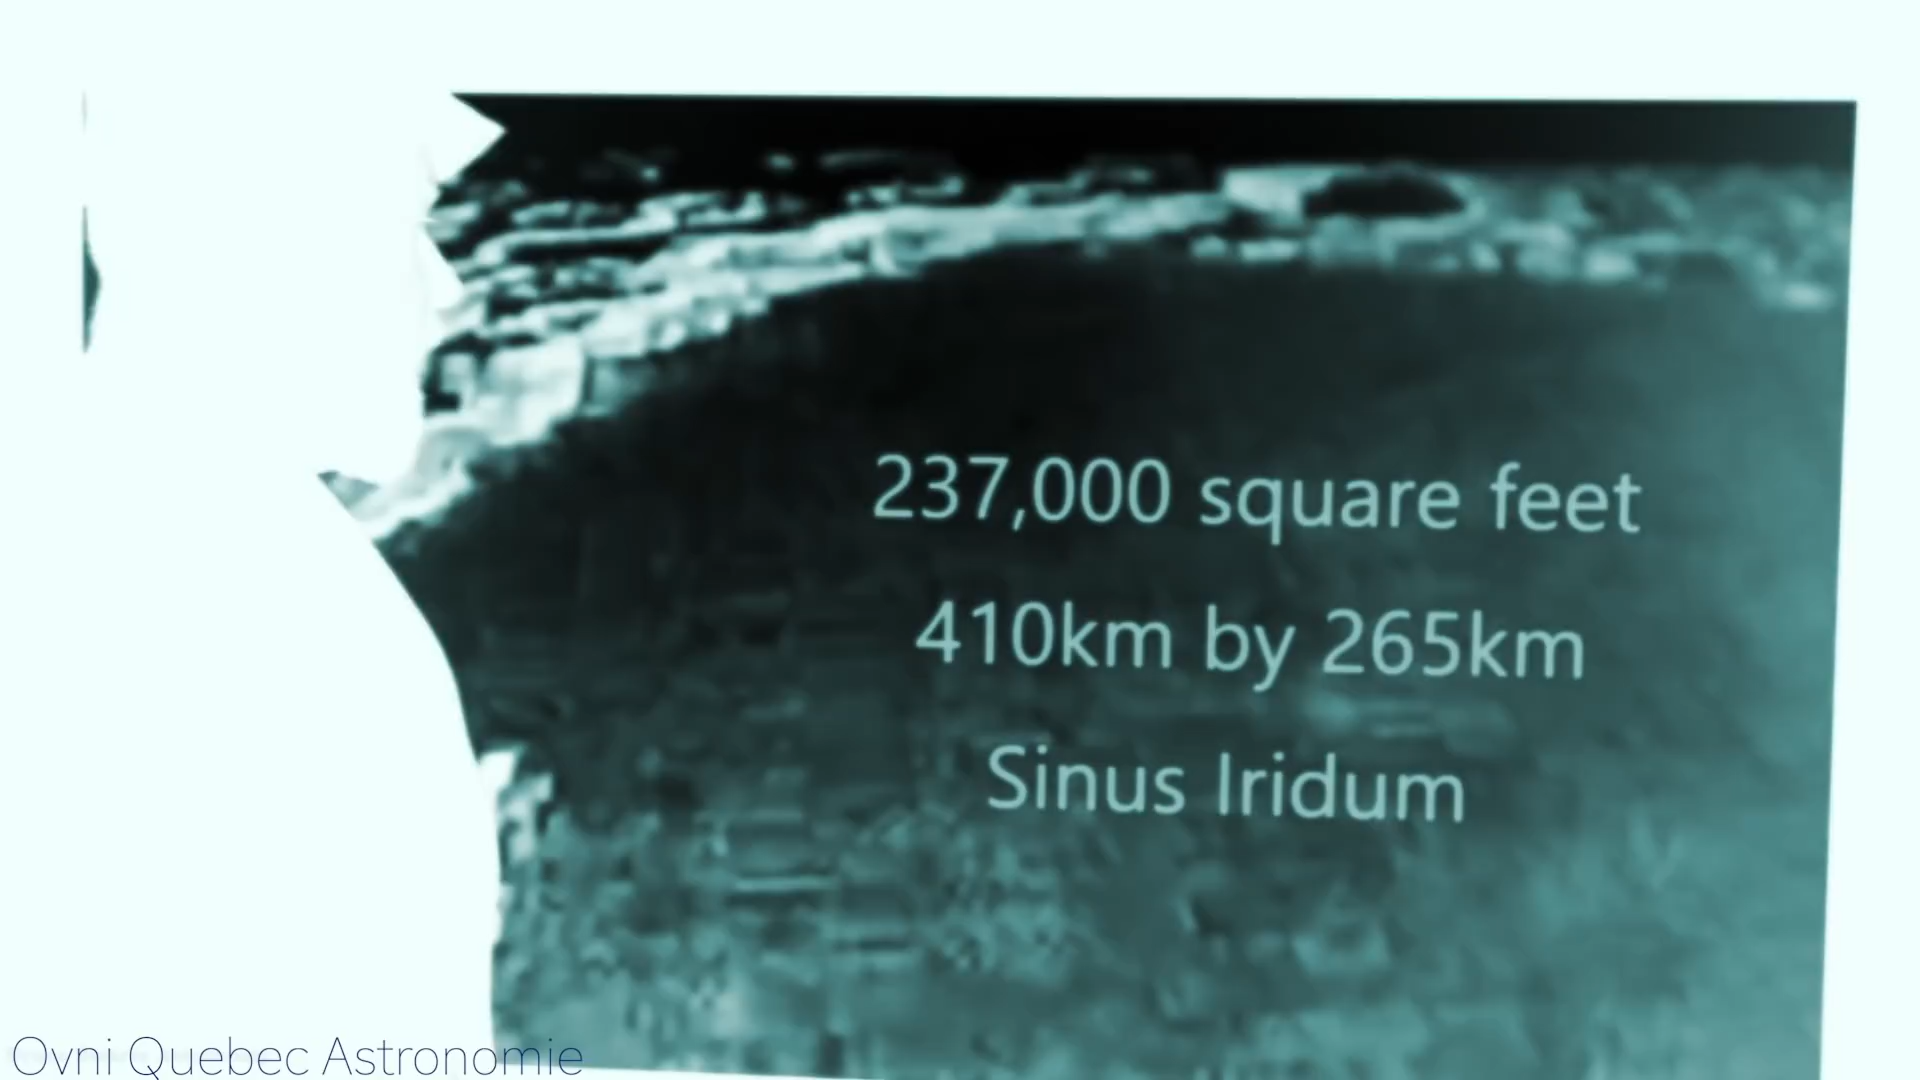 237,000 square feet
410km by 265km
Sinus Iridum
Ovni Quebec Astronomie